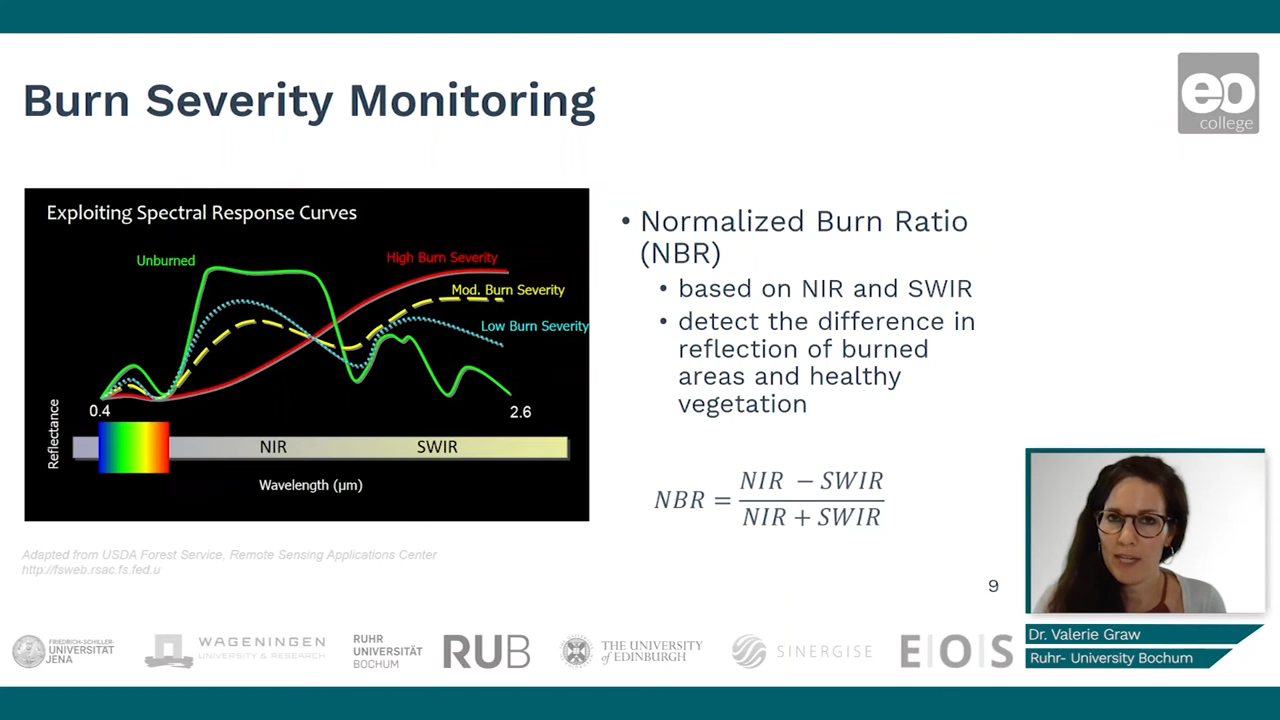 Burn Severity Monitoring
eo
college
Exploiting Spectral Response Curves
Unburned
High Burn Severity
Mod. Burn Severity
Low Burn Severity
0.4
2.6
Reflectance
NIR
SWIR
Wavelength (µm)
Adapted from USDA Forest Service, Remote Sensing Applications Center
http://fsweb.rsac.fs.fed.u
• Normalized Burn Ratio
(NBR)
• based on NIR and SWIR
• detect the difference in
reflection of burned
areas and healthy
vegetation
NBR = NIR − SWIR
NIR + SWIR
9
Dr. Valerie Graw
Ruhr- University Bochum
FRIEDRICH-SCHILLER-
UNIVERSITÄT
JENA
WAGENINGEN
UNIVERSITY & RESEARCH
RUHR
UNIVERSITÄT
BOCHUM
RUB
THE UNIVERSITY
of EDINBURGH
SINERGISE
E|O|S